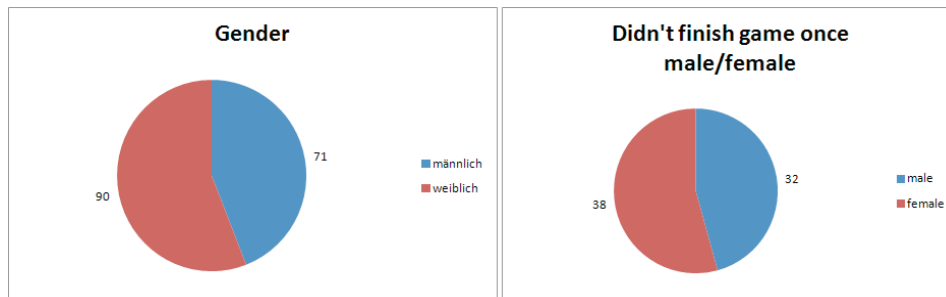 Gender
71
90
männlich
weiblich
Didn't finish game once
male/female
32
38
male
female